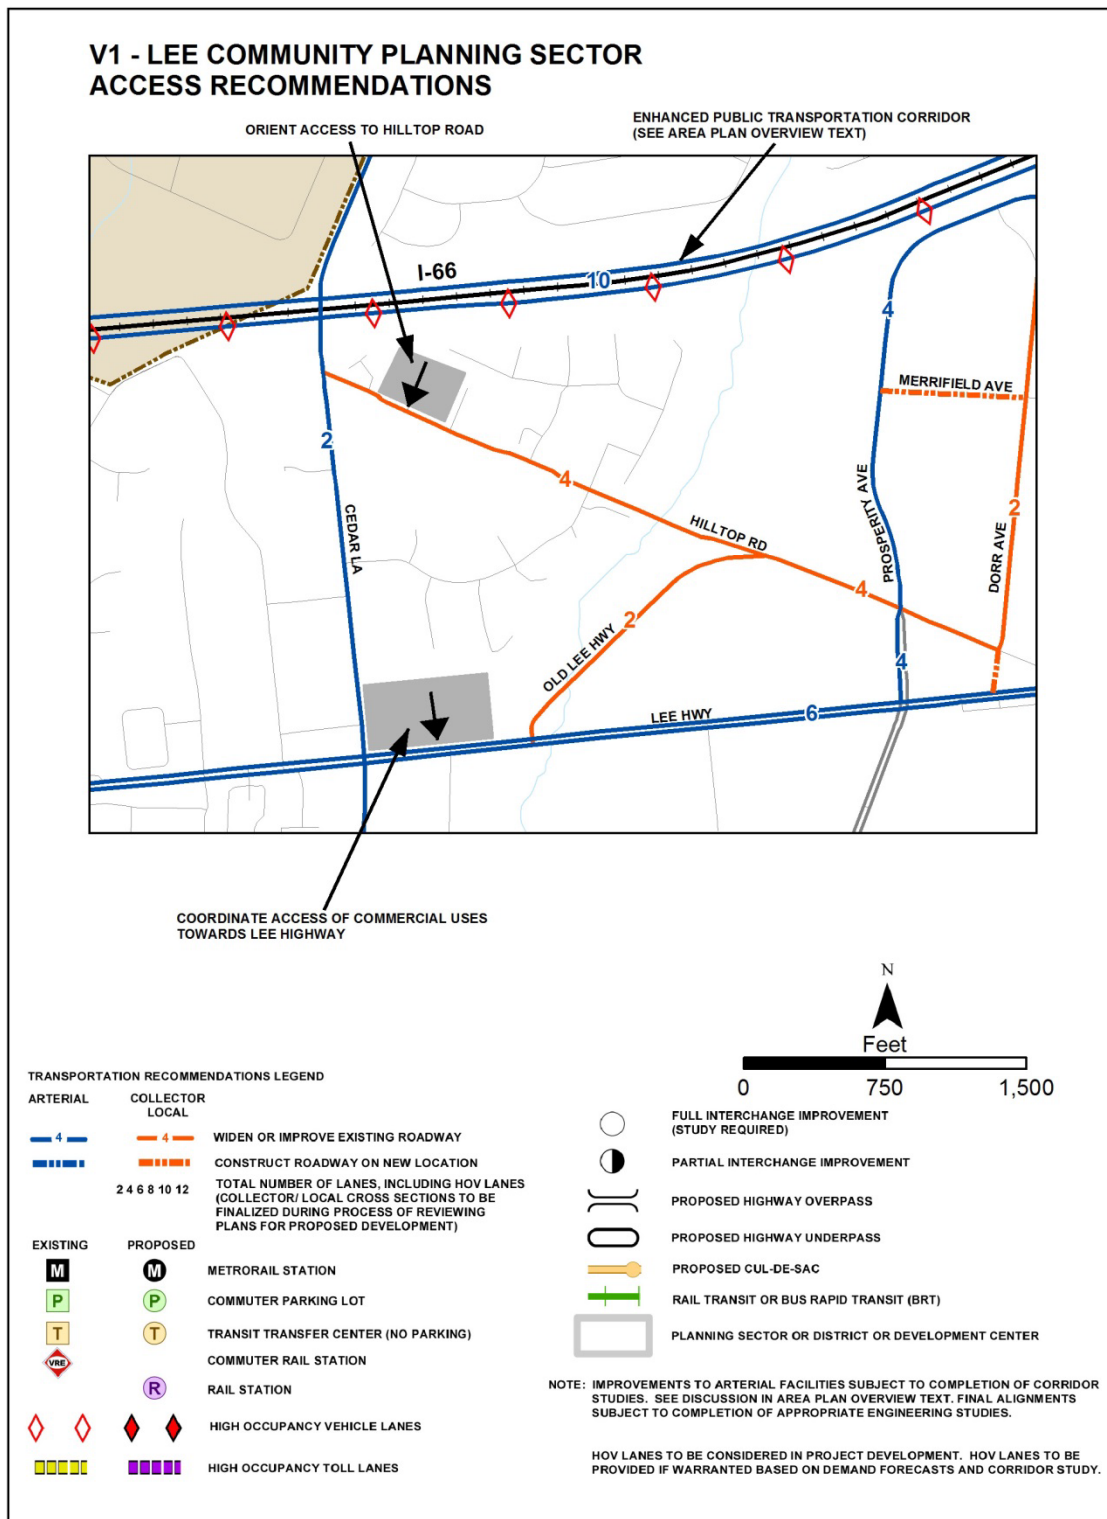 V1 - LEE COMMUNITY PLANNING SECTOR
ACCESS RECOMMENDATIONS
ORIENT ACCESS TO HILLTOP ROAD
ENHANCED PUBLIC TRANSPORTATION CORRIDOR
(SEE AREA PLAN OVERVIEW TEXT)
I-66
10
4
MERRIFIELD AVE
2
CEDAR LA
4
HILLTOP RD
PROSPERITY AVE
2
DORR AVE
4
OLD LEE HWY
2
4
LEE HWY
6
COORDINATE ACCESS OF COMMERCIAL USES
TOWARDS LEE HIGHWAY
N
Feet
0 750 1,500
TRANSPORTATION RECOMMENDATIONS LEGEND
ARTERIAL
COLLECTOR
LOCAL
4 4 WIDEN OR IMPROVE EXISTING ROADWAY
CONSTRUCT ROADWAY ON NEW LOCATION
2 4 6 8 10 12 TOTAL NUMBER OF LANES, INCLUDING HOV LANES
(COLLECTOR/ LOCAL CROSS SECTIONS TO BE
FINALIZED DURING PROCESS OF REVIEWING
PLANS FOR PROPOSED DEVELOPMENT)
EXISTING PROPOSED
M M METRORAIL STATION
P P COMMUTER PARKING LOT
T T TRANSIT TRANSFER CENTER (NO PARKING)
VRE COMMUTER RAIL STATION
R RAIL STATION
HIGH OCCUPANCY VEHICLE LANES
HIGH OCCUPANCY TOLL LANES
FULL INTERCHANGE IMPROVEMENT
(STUDY REQUIRED)
PARTIAL INTERCHANGE IMPROVEMENT
PROPOSED HIGHWAY OVERPASS
PROPOSED HIGHWAY UNDERPASS
PROPOSED CUL-DE-SAC
RAIL TRANSIT OR BUS RAPID TRANSIT (BRT)
PLANNING SECTOR OR DISTRICT OR DEVELOPMENT CENTER
NOTE: IMPROVEMENTS TO ARTERIAL FACILITIES SUBJECT TO COMPLETION OF CORRIDOR
STUDIES. SEE DISCUSSION IN AREA PLAN OVERVIEW TEXT. FINAL ALIGNMENTS
SUBJECT TO COMPLETION OF APPROPRIATE ENGINEERING STUDIES.
HOV LANES TO BE CONSIDERED IN PROJECT DEVELOPMENT. HOV LANES TO BE
PROVIDED IF WARRANTED BASED ON DEMAND FORECASTS AND CORRIDOR STUDY.